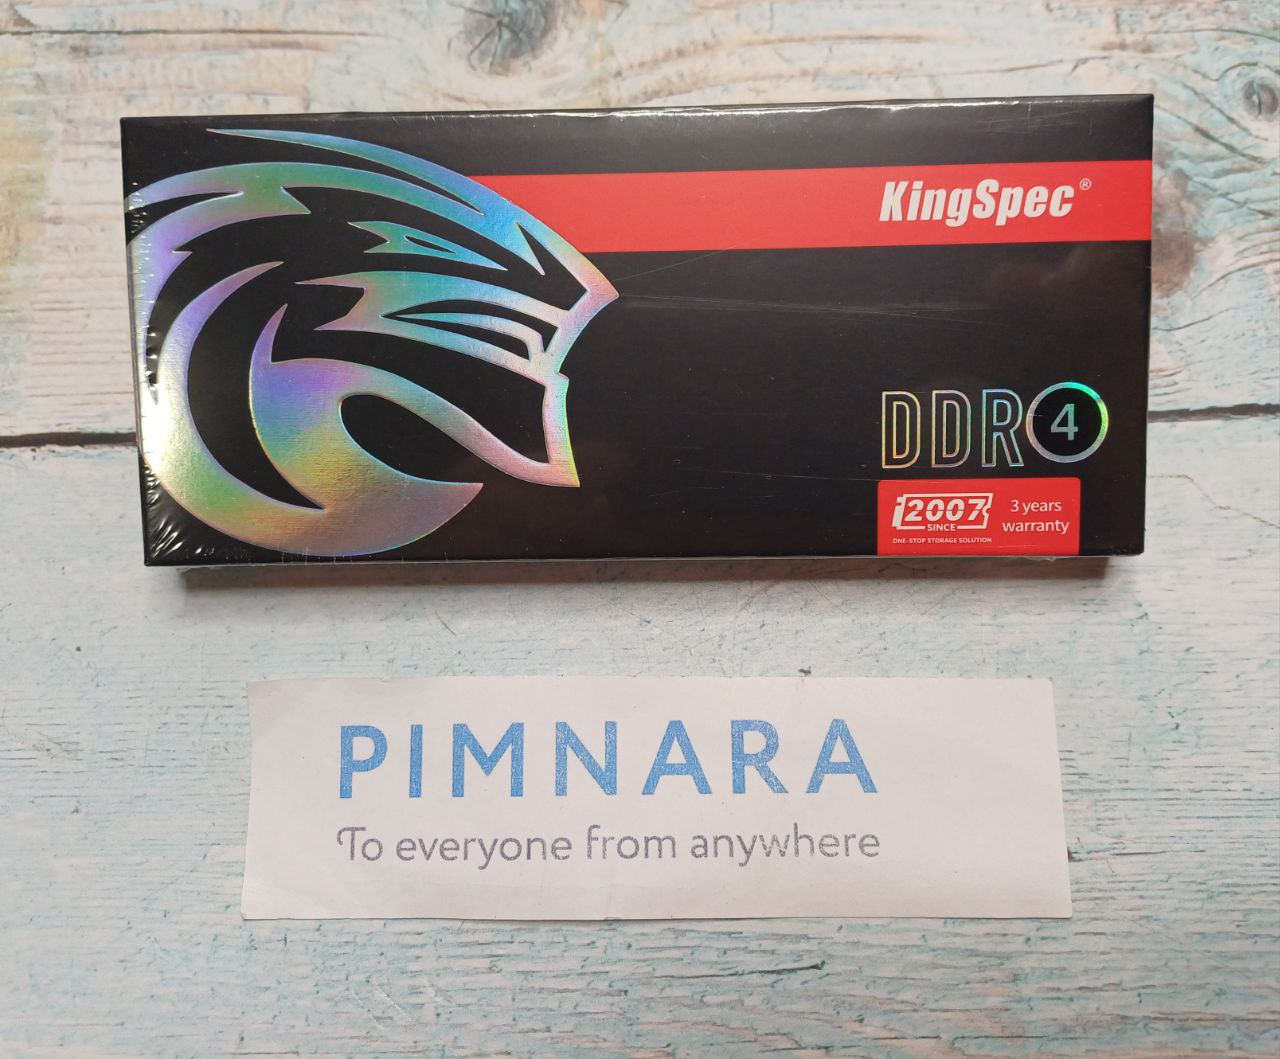 KingSpec®
DDR4
2007
SINCE
ONE-STOP STORAGE SOLUTION
3 years
warranty
PIMNARA
To everyone from anywhere